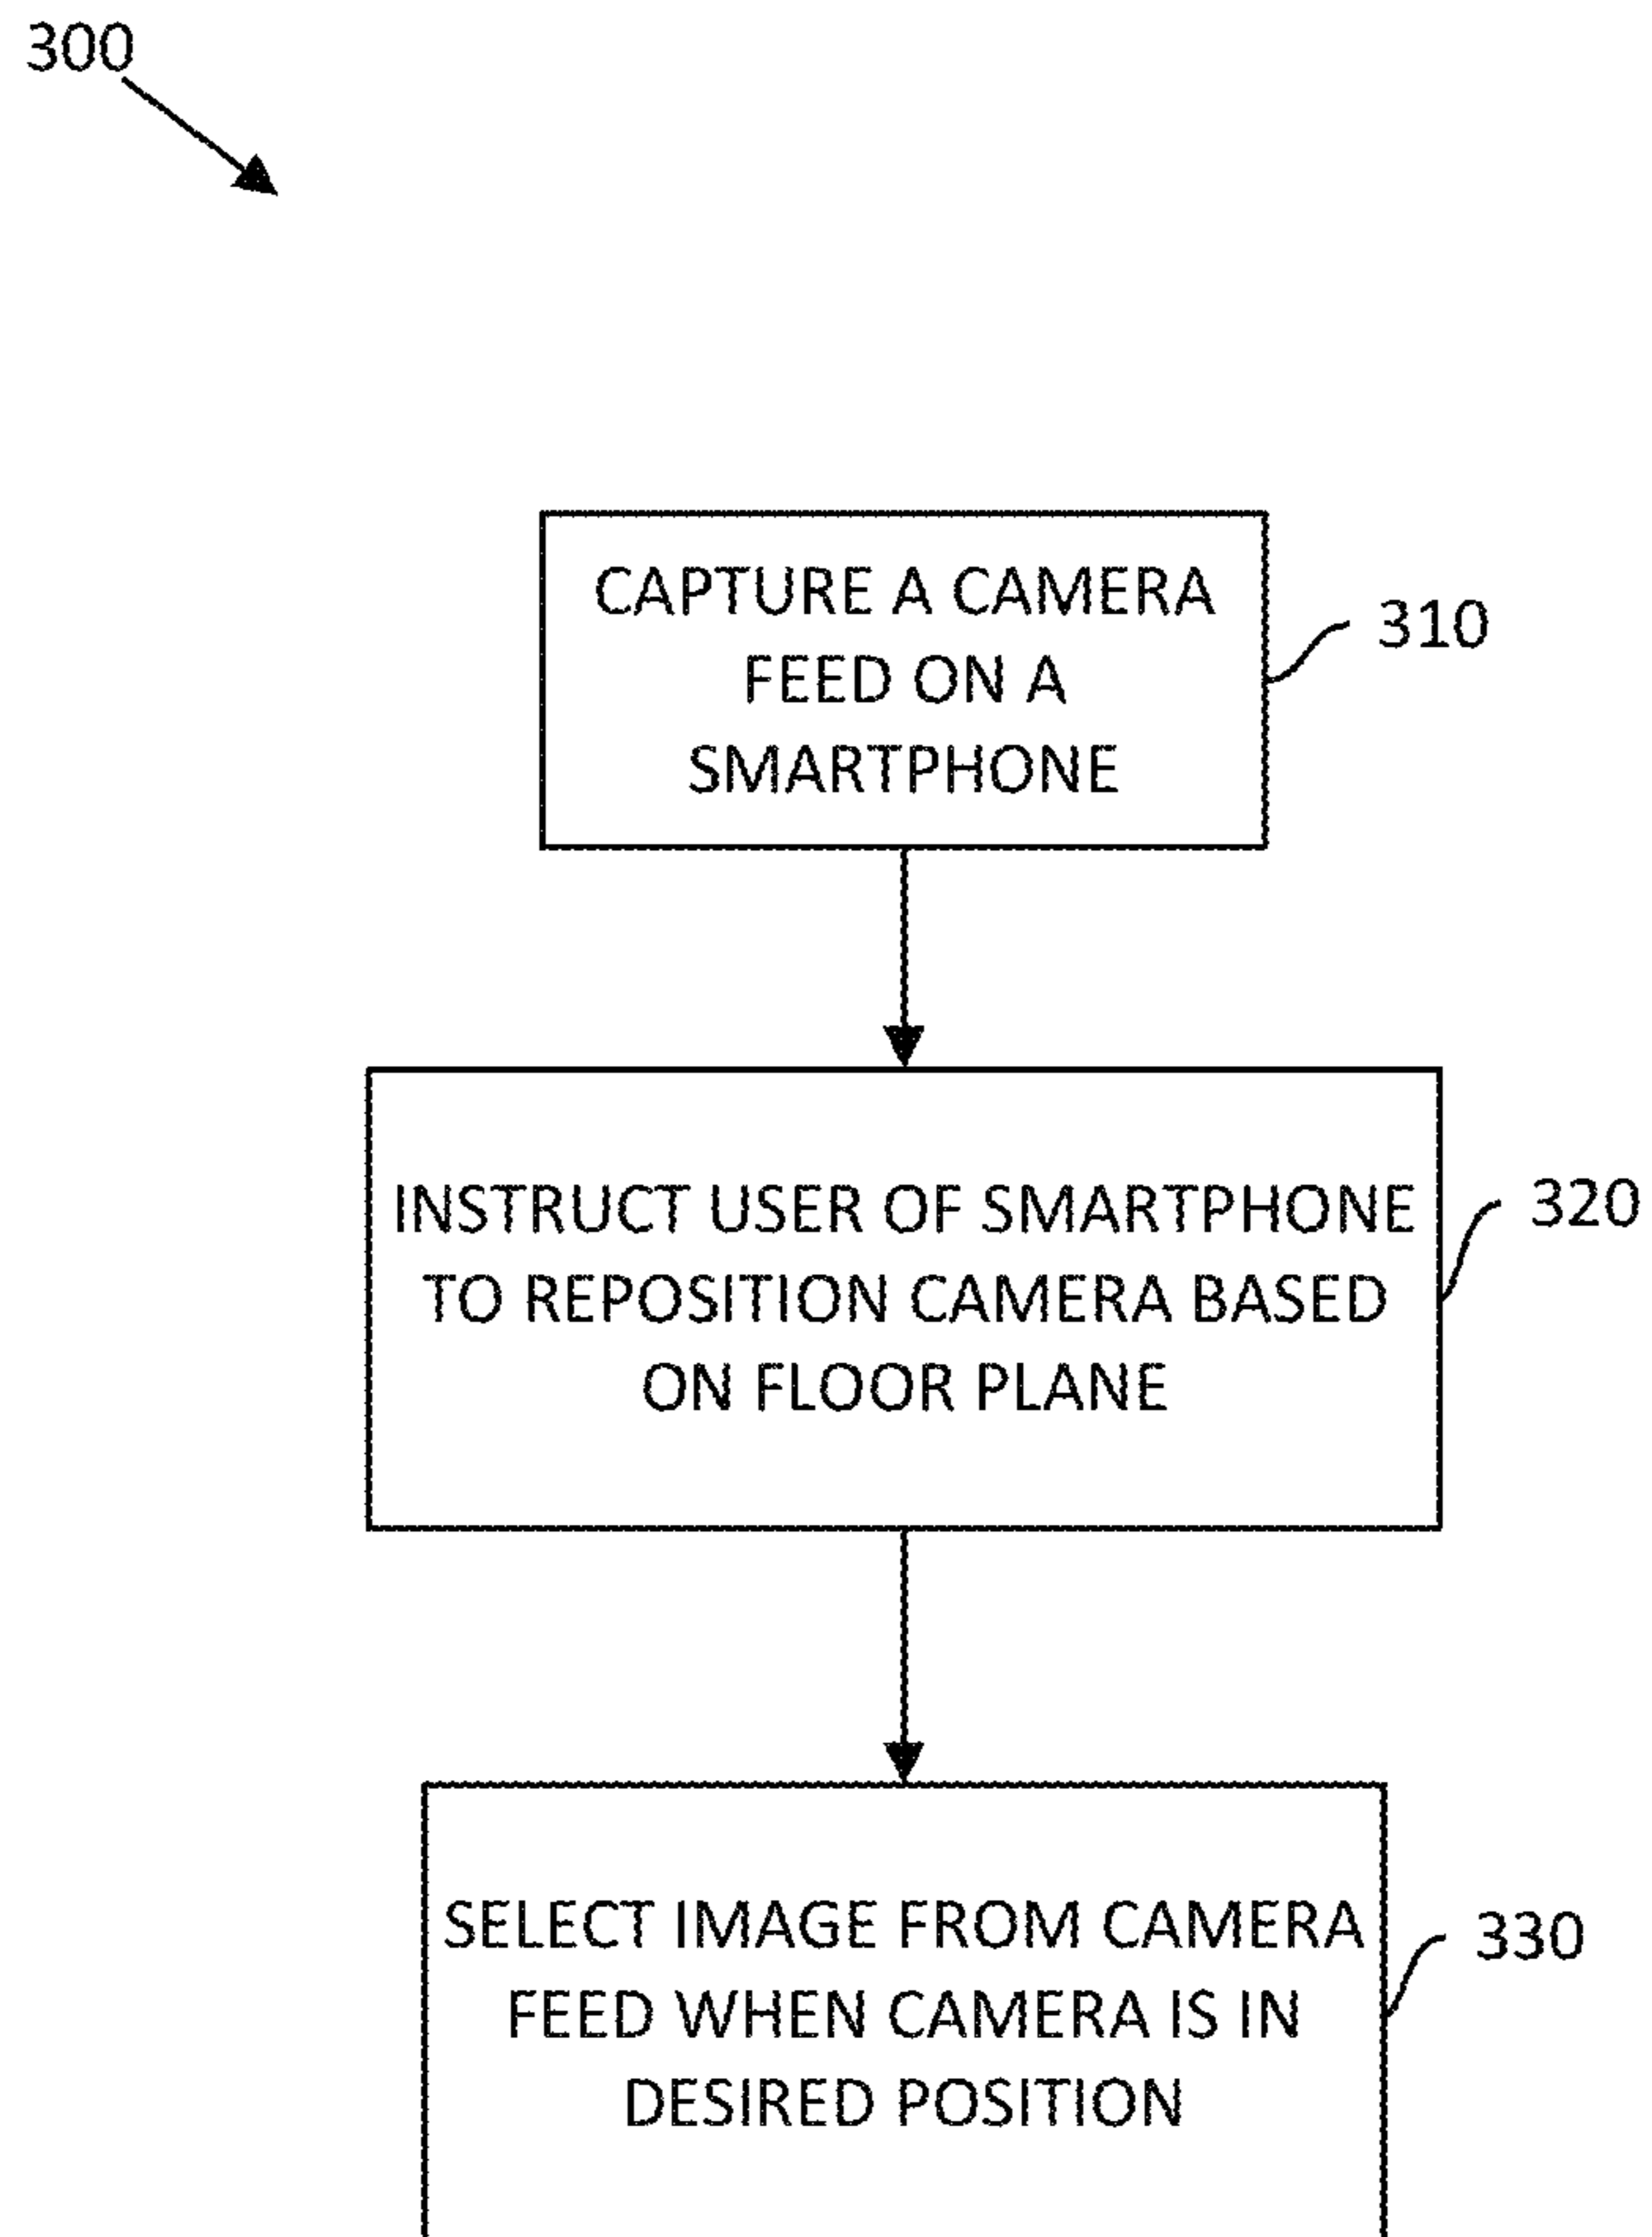 300
CAPTURE A CAMERA
FEED ON A
SMARTPHONE
310
INSTRUCT USER OF SMARTPHONE
TO REPOSITION CAMERA BASED
ON FLOOR PLANE
320
SELECT IMAGE FROM CAMERA
FEED WHEN CAMERA IS IN
DESIRED POSITION
330